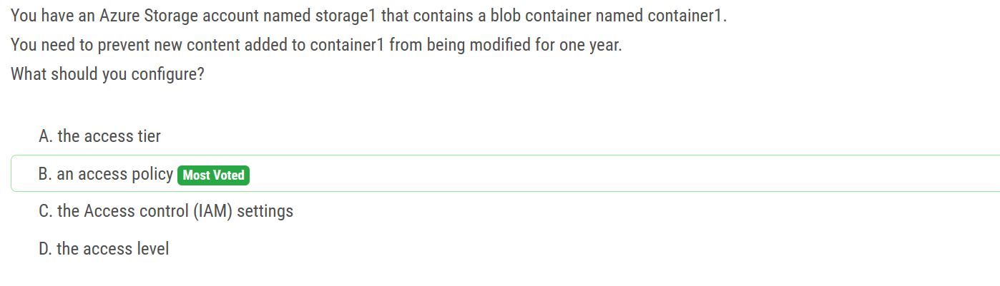 You have an Azure Storage account named storage1 that contains a blob container named container1.
You need to prevent new content added to container1 from being modified for one year.
What should you configure?
A. the access tier
B. an access policy Most Voted
C. the Access control (IAM) settings
D. the access level